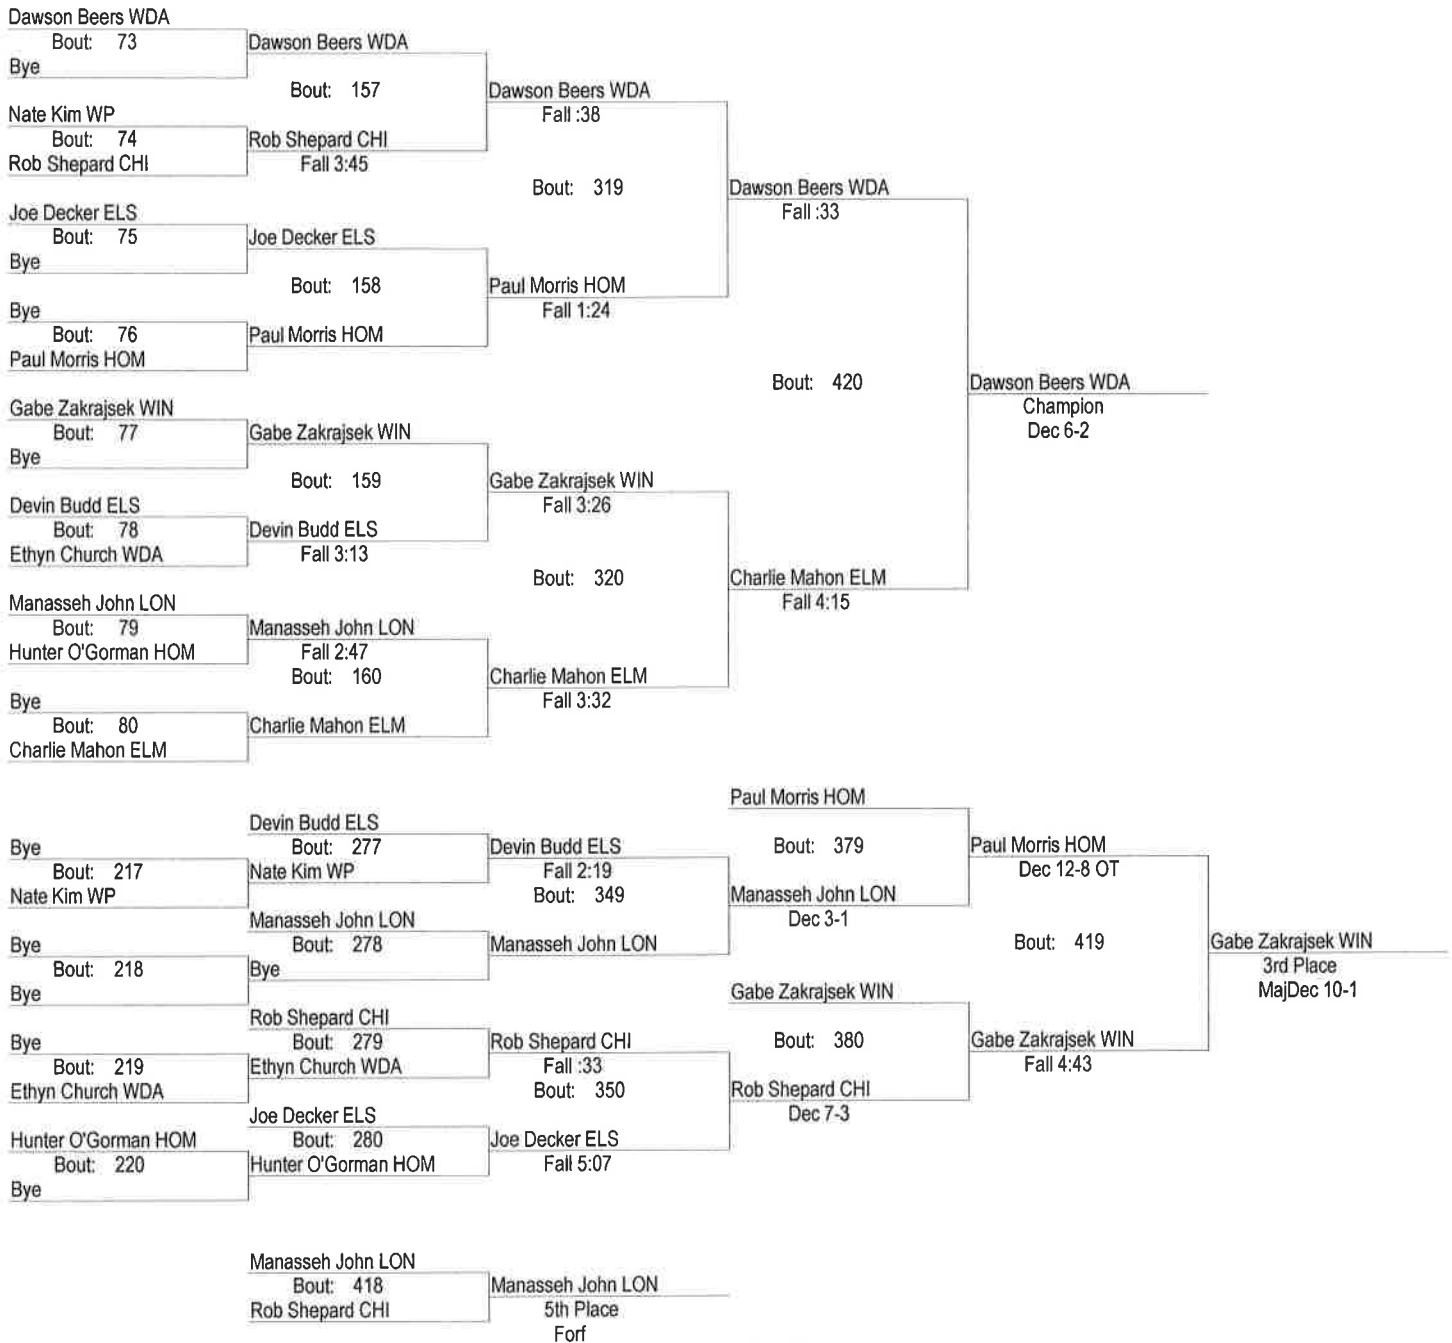 Dawson Beers WDA
Bout: 73
Bye
Dawson Beers WDA
Bout: 157
Nate Kim WP
Bout: 74
Rob Shepard CHI
Rob Shepard CHI
Fall 3:45
Dawson Beers WDA
Fall :38
Bout: 319
Joe Decker ELS
Bout: 75
Bye
Joe Decker ELS
Bout: 158
Bye
Bout: 76
Paul Morris HOM
Paul Morris HOM
Paul Morris HOM
Fall 1:24
Dawson Beers WDA
Fall :33
Bout: 420
Dawson Beers WDA
Champion
Dec 6-2
Gabe Zakrajsek WIN
Bout: 77
Bye
Gabe Zakrajsek WIN
Bout: 159
Devin Budd ELS
Bout: 78
Ethyn Church WDA
Devin Budd ELS
Fall 3:13
Gabe Zakrajsek WIN
Fall 3:26
Bout: 320
Manasseh John LON
Bout: 79
Hunter O'Gorman HOM
Manasseh John LON
Fall 2:47
Bout: 160
Bye
Bout: 80
Charlie Mahon ELM
Charlie Mahon ELM
Charlie Mahon ELM
Fall 3:32
Charlie Mahon ELM
Fall 4:15
Bye
Bout: 217
Nate Kim WP
Devin Budd ELS
Bout: 277
Nate Kim WP
Devin Budd ELS
Fall 2:19
Bout: 349
Bye
Bout: 218
Bye
Manasseh John LON
Bout: 278
Bye
Manasseh John LON
Paul Morris HOM
Bout: 379
Manasseh John LON
Dec 3-1
Paul Morris HOM
Dec 12-8 OT
Bout: 419
Bye
Bout: 219
Ethyn Church WDA
Rob Shepard CHI
Bout: 279
Ethyn Church WDA
Rob Shepard CHI
Fall :33
Bout: 350
Hunter O'Gorman HOM
Bout: 220
Bye
Joe Decker ELS
Bout: 280
Hunter O'Gorman HOM
Joe Decker ELS
Fall 5:07
Gabe Zakrajsek WIN
Bout: 380
Rob Shepard CHI
Dec 7-3
Gabe Zakrajsek WIN
Fall 4:43
Gabe Zakrajsek WIN
3rd Place
MajDec 10-1
Manasseh John LON
Bout: 418
Rob Shepard CHI
Manasseh John LON
5th Place
Forf